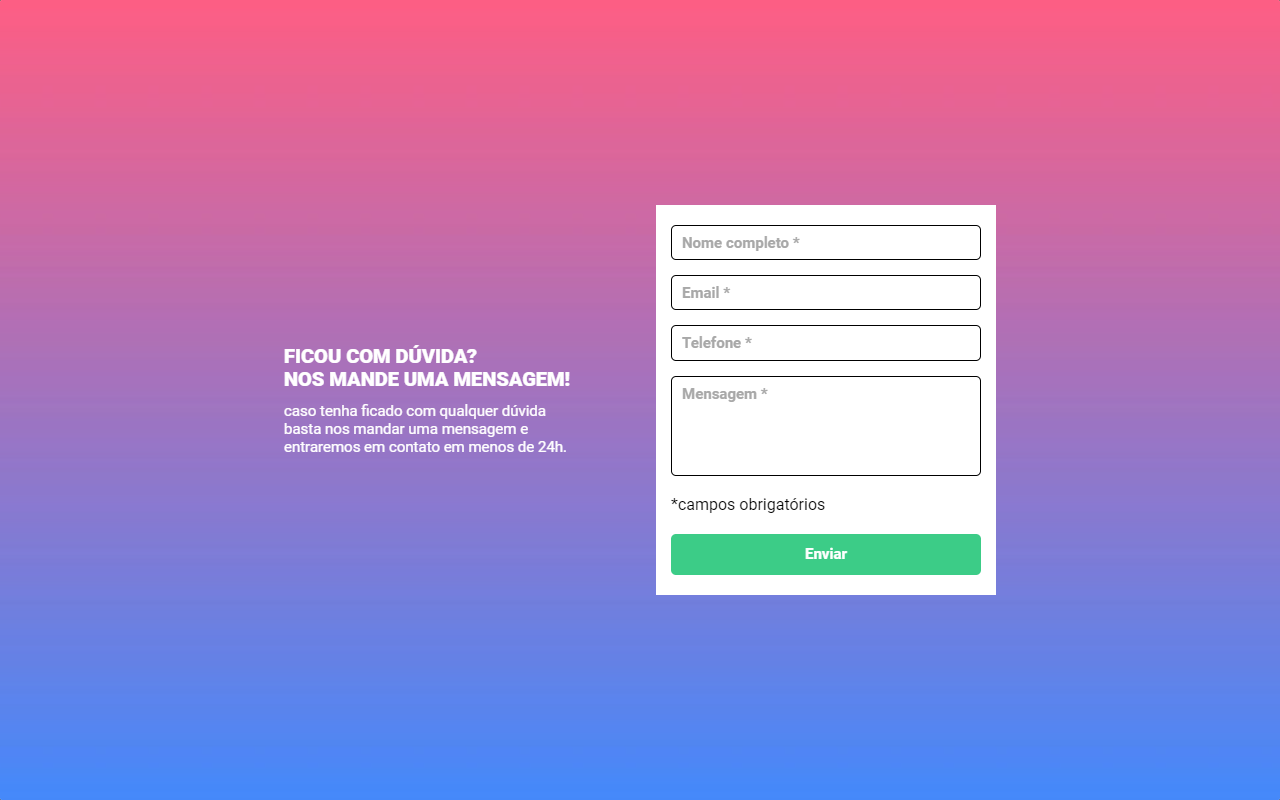 FICOU COM DÚVIDA?
NOS MANDE UMA MENSAGEM!
caso tenha ficado com qualquer dúvida
basta nos mandar uma mensagem e
entraremos em contato em menos de 24h.
Nome completo *
Email *
Telefone *
Mensagem *
*campos obrigatórios
Enviar